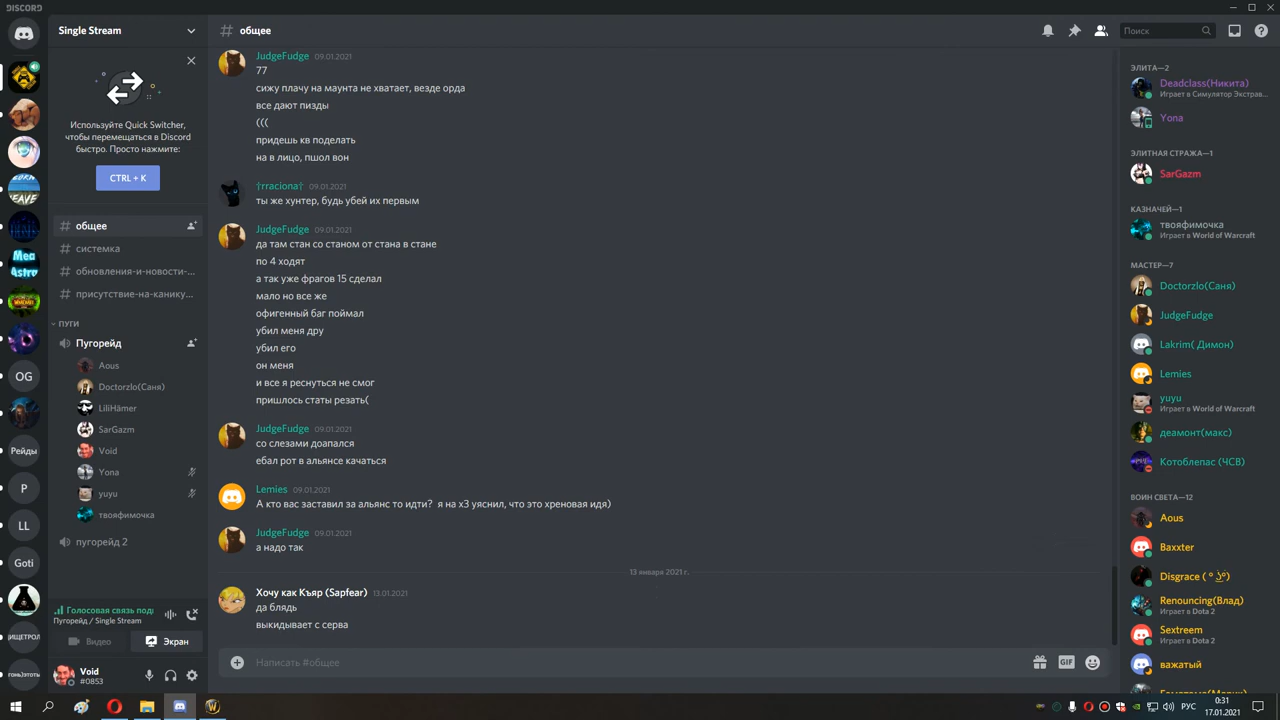 DISCORD
Single Stream
Используйте Quick Switcher,
чтобы перемещаться в Discord
быстро. Просто нажмите:
CTRL + K
# общее
# системка
# обновления-и-новости-...
# присутствие-на-канику...
ПУГИ
Пугорейд
Aous
Doctorzlo(Саня)
LiliHämer
SarGazm
Void
Yona
yuyu
твояфимочка
пугорейд 2
Голосовая связь под
Пугорейд / Single Stream
Видео
Экран
Void
#0853
Mea
Astro
OG
Рейды
P
LL
Goti
# общее
Поиск
JudgeFudge 09.01.2021
77
сижу плачу на маунта не хватает, везде орда
все дают пизды
(((
придешь кв поделать
на в лицо, пшол вон
†rraciona† 09.01.2021
ты же хунтер, будь убей их первым
JudgeFudge 09.01.2021
да там стан со станом от стана в стане
по 4 ходят
а так уже фрагов 15 сделал
мало но все же
офигенный баг поймал
убил меня дру
убил его
он меня
и все я реснуться не смог
пришлось статы резать(
JudgeFudge 09.01.2021
со слезами доапался
ебал рот в альянсе качаться
Lemies 09.01.2021
А кто вас заставил за альянс то идти? я на х3 уяснил, что это хреновая идя)
JudgeFudge 09.01.2021
а надо так
13 января 2021 г.
Хочу как Къяр (Sapfear) 13.01.2021
да блядь
выкидывает с серва
Написать #общее
GIF
ЭЛИТА—2
Deadclass(Никита)
Играет в Симулятор Экстрав...
Yona
ЭЛИТНАЯ СТРАЖА—1
SarGazm
КАЗНАЧЕЙ—1
твояфимочка
Играет в World of Warcraft
МАСТЕР—7
Doctorzlo(Саня)
JudgeFudge
Lakrim( Димон)
Lemies
yuyu
Играет в World of Warcraft
деамонт(макс)
Котоблепас (ЧСВ)
ВОИН СВЕТА—12
Aous
Baxxter
Disgrace ( ° ͜ʖ°)
Renouncing(Влад)
Играет в Dota 2
Sextreem
Играет в Dota 2
важатый
РУС
0:31
17.01.2021